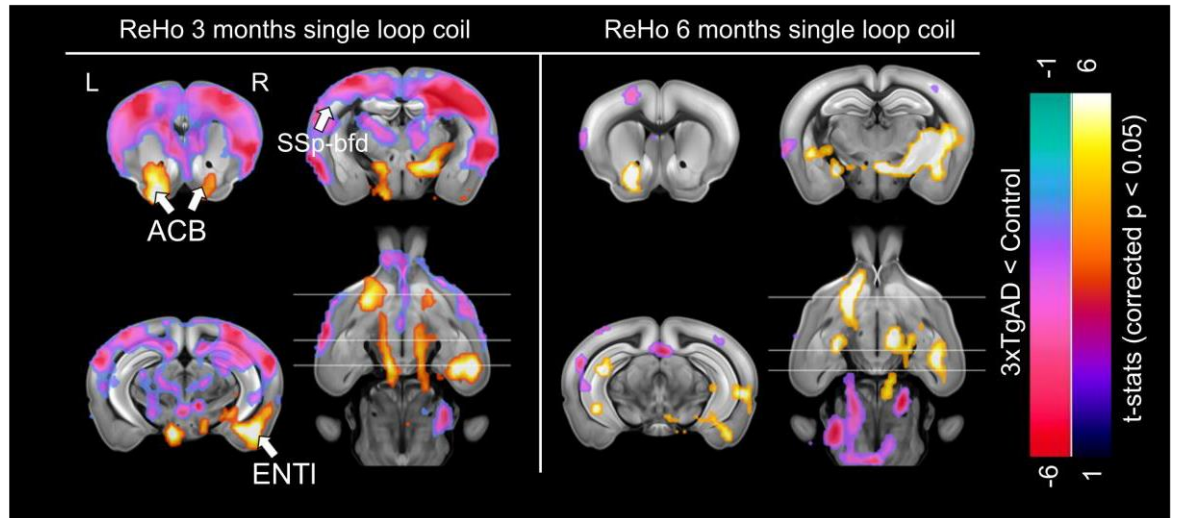 ReHo 3 months single loop coil
ReHo 6 months single loop coil
L
R
SSp-bfd
ACB
ENTl
3xTgAD < Control
-1
6
t-stats (corrected p < 0.05)
-6
1